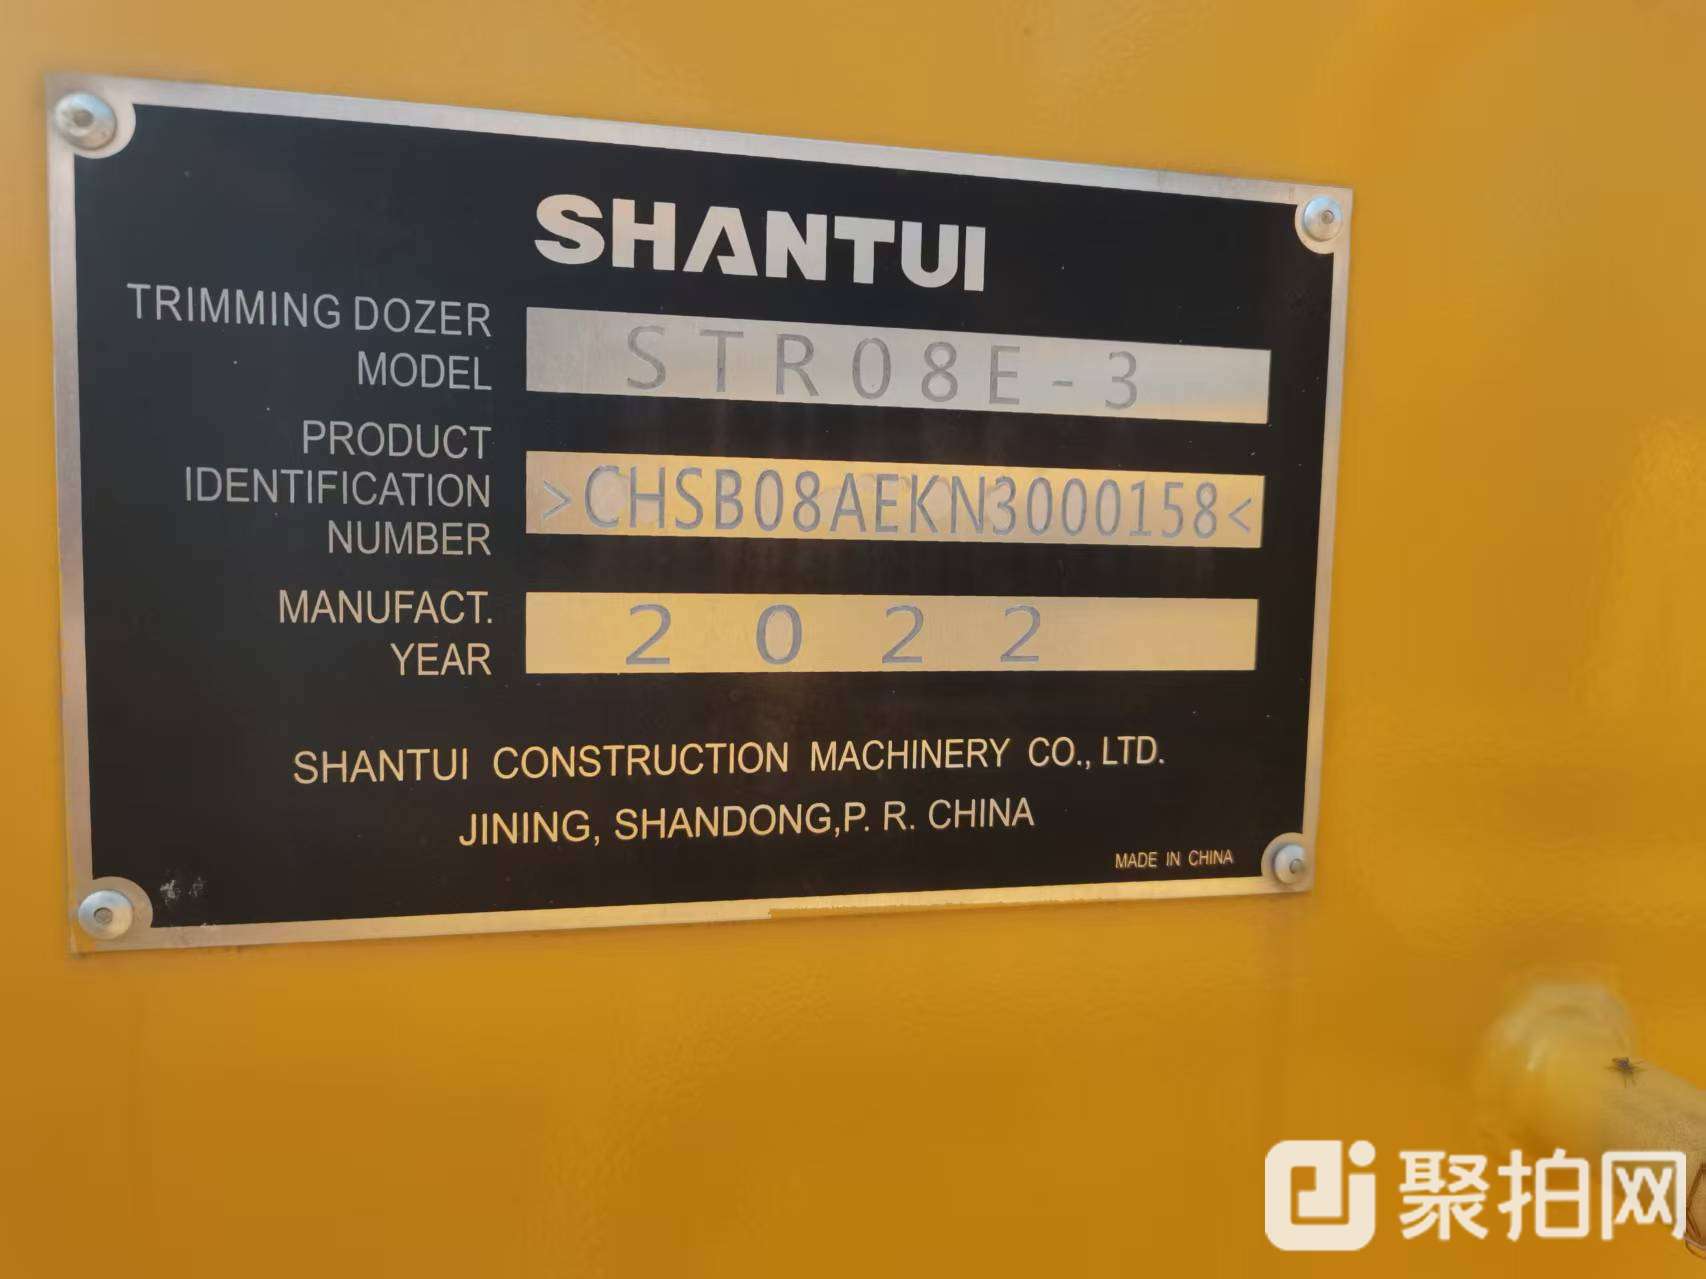 SHANTUI
TRIMMING DOZER
MODEL
STR08E-3
PRODUCT
IDENTIFICATION
NUMBER
>CHSB08AEKN3000158<
MANUFACT.
YEAR
2022
SHANTUI CONSTRUCTION MACHINERY CO., LTD.
JINING, SHANDONG,P. R. CHINA
MADE IN CHINA
聚拍网